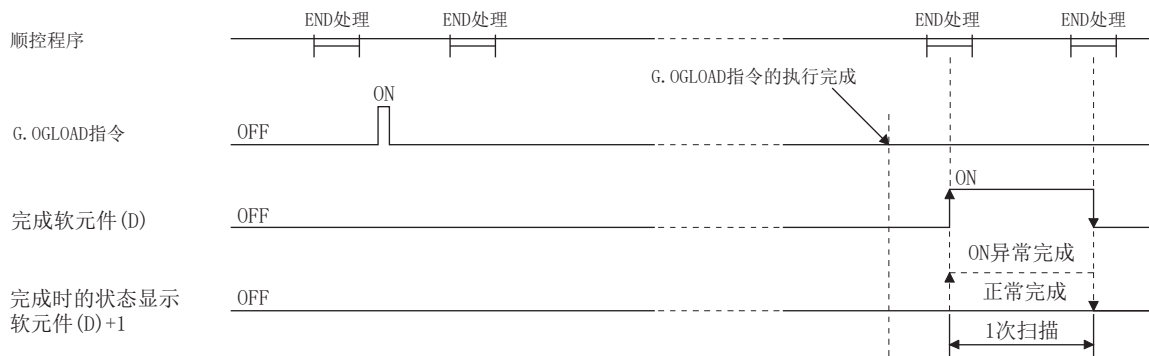 END处理 END处理 END处理 END处理
顺控程序
G.OGLOAD指令的执行完成
ON
G.OGLOAD指令 OFF
ON
完成软元件(D) OFF
ON异常完成
完成时的状态显示 OFF 正常完成
软元件(D)+1 1次扫描